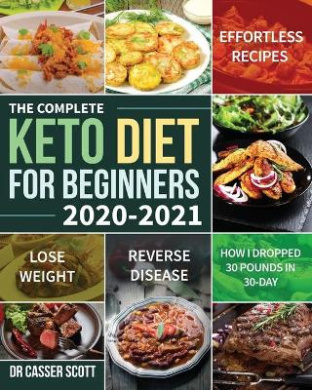 EFFORTLESS
RECIPES
THE COMPLETE
KETO DIET
FOR BEGINNERS
2020-2021
LOSE
WEIGHT
REVERSE
DISEASE
HOW I DROPPED
30 POUNDS IN
30-DAY
DR CASSER SCOTT